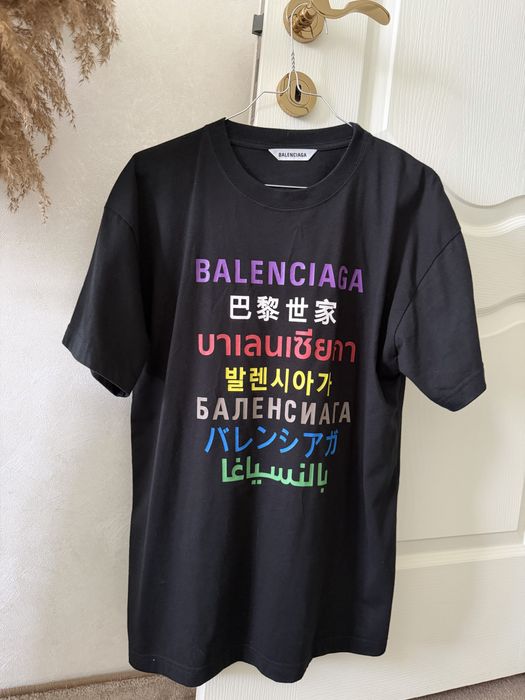 BALENCIAGA
BALENCIAGA
巴黎世家
บาเลนเซียกา
발렌시아가
БАЛЕНСИАГА
バレンシアガ
بالنسياغا